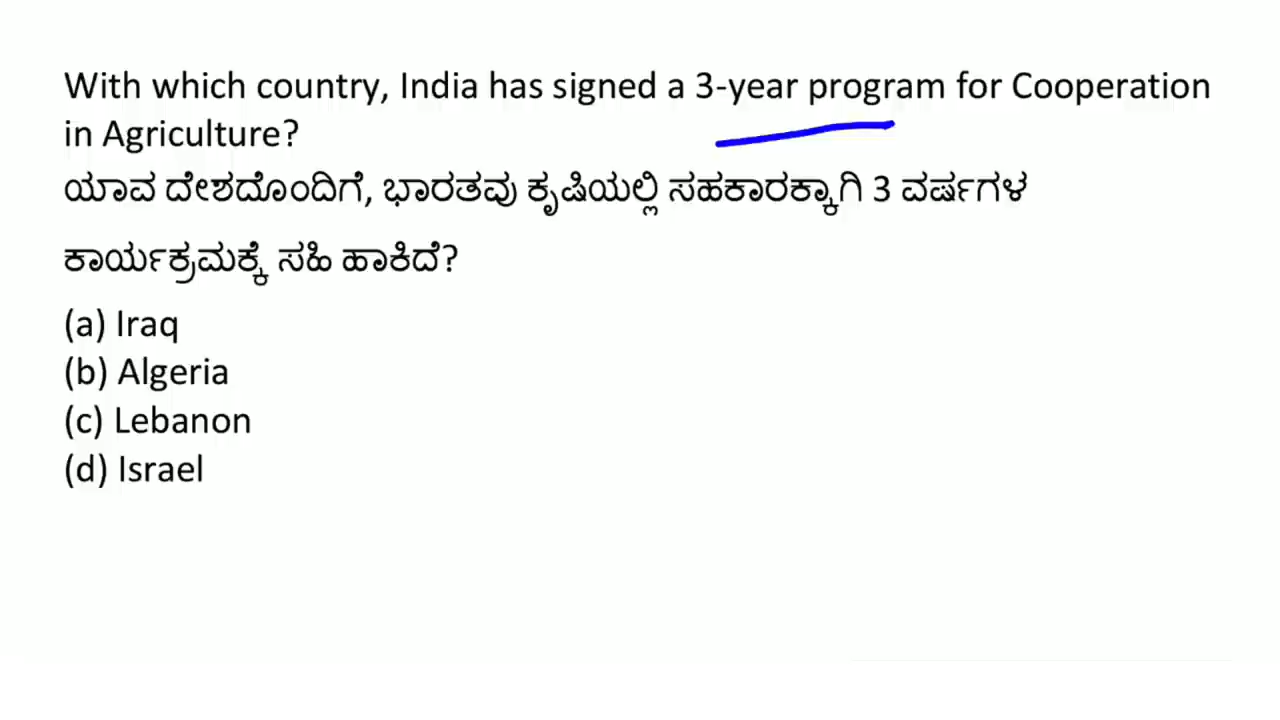 With which country, India has signed a 3-year program for Cooperation
in Agriculture?
ಯಾವ ದೇಶದೊಂದಿಗೆ, ಭಾರತವು ಕೃಷಿಯಲ್ಲಿ ಸಹಕಾರಕ್ಕಾಗಿ 3 ವರ್ಷಗಳ
ಕಾರ್ಯಕ್ರಮಕ್ಕೆ ಸಹಿ ಹಾಕಿದೆ?
(a) Iraq
(b) Algeria
(c) Lebanon
(d) Israel